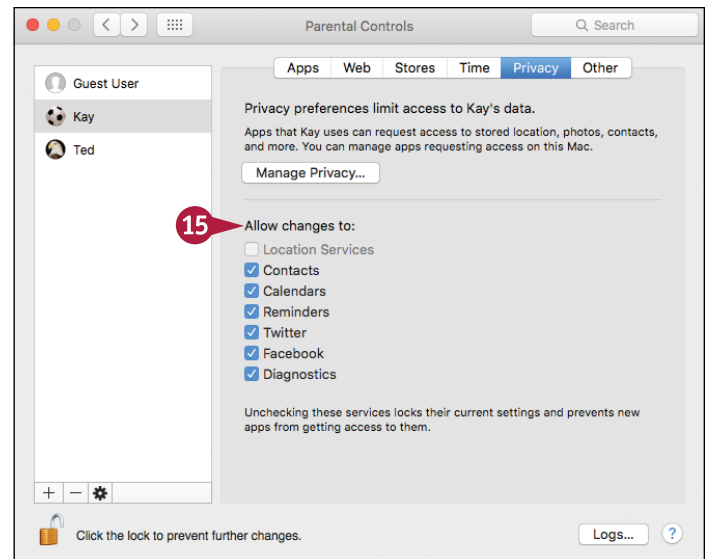 Parental Controls
Search
Apps Web Stores Time Privacy Other
Guest User
Kay
Ted
Privacy preferences limit access to Kay's data.
Apps that Kay uses can request access to stored location, photos, contacts,
and more. You can manage apps requesting access on this Mac.
Manage Privacy...
15
Allow changes to:
Location Services
Contacts
Calendars
Reminders
Twitter
Facebook
Diagnostics
Unchecking these services locks their current settings and prevents new
apps from getting access to them.
Click the lock to prevent further changes.
Logs...
?